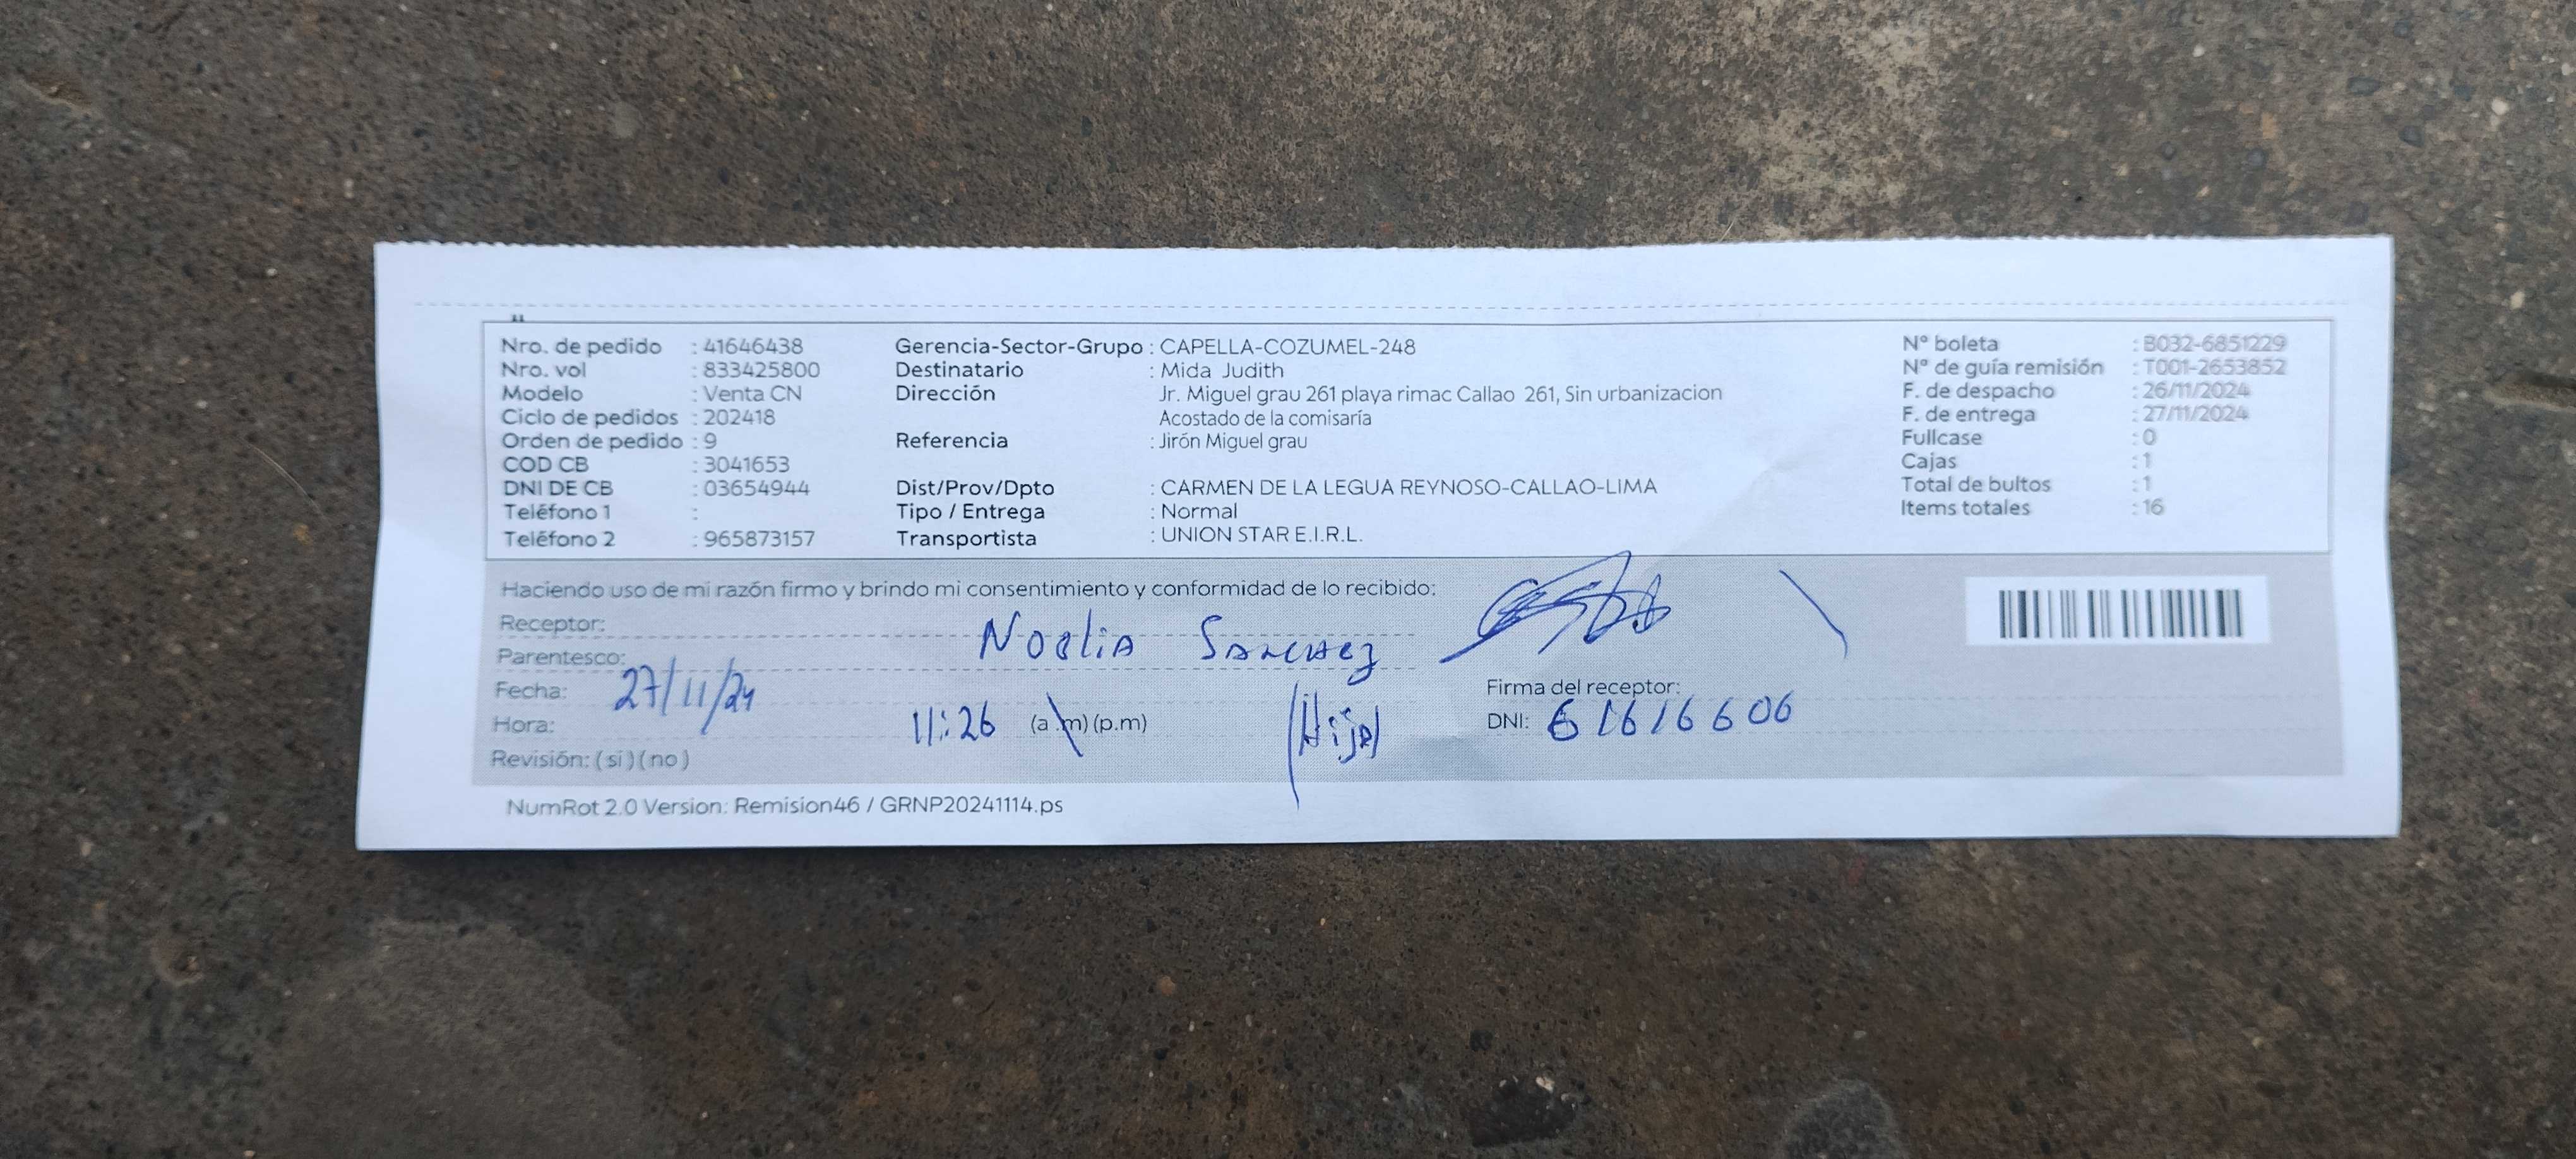 Nro. de pedido : 41646438
Nro. vol : 833425800
Modelo : Venta CN
Ciclo de pedidos : 202418
Orden de pedido : 9
COD CB : 3041653
DNI DE CB : 03654944
Teléfono 1 :
Teléfono 2 : 965873157
Gerencia-Sector-Grupo : CAPELLA-COZUMEL-248
Destinatario : Mida Judith
Dirección Jr. Miguel grau 261 playa rimac Callao 261, Sin urbanizacion
Acostado de la comisaría
Referencia : Jirón Miguel grau
Dist/Prov/Dpto : CARMEN DE LA LEGUA REYNOSO-CALLAO-LIMA
Tipo / Entrega : Normal
Transportista : UNION STAR E.I.R.L.
N° boleta : B032-6851229
N° de guía remisión : T001-2653852
F. de despacho : 26/11/2024
F. de entrega : 27/11/2024
Fullcase : 0
Cajas : 1
Total de bultos : 1
Items totales : 16
Haciendo uso de mi razón firmo y brindo mi consentimiento y conformidad de lo recibido:
Receptor: Noelia Sanchez
Parentesco:
Fecha: 27/11/24
Hora: 11:26 (a.m) (p.m) (Hija)
Revisión: ( si ) ( no )
Firma del receptor:
DNI: 61616606
NumRot 2.0 Version: Remision46 / GRNP20241114.ps